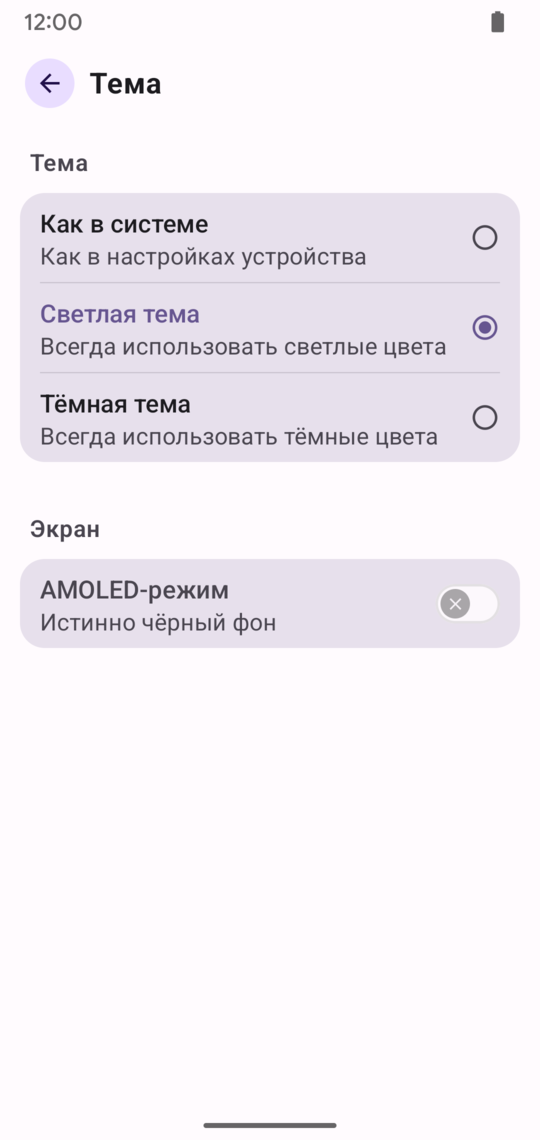 12:00
Тема
Тема
Как в системе
Как в настройках устройства
Светлая тема
Всегда использовать светлые цвета
Тёмная тема
Всегда использовать тёмные цвета
Экран
AMOLED-режим
Истинно чёрный фон